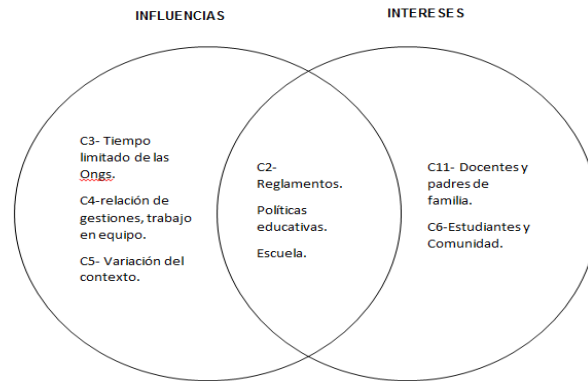 INFLUENCIAS
INTERESES
C3- Tiempo
limitado de las
Ongs.
C4-relación de
gestiones, trabajo
en equipo.
C5- Variación del
contexto.
C2-
Reglamentos.
Políticas
educativas.
Escuela.
C11- Docentes y
padres de
familia.
C6-Estudiantes y
Comunidad.